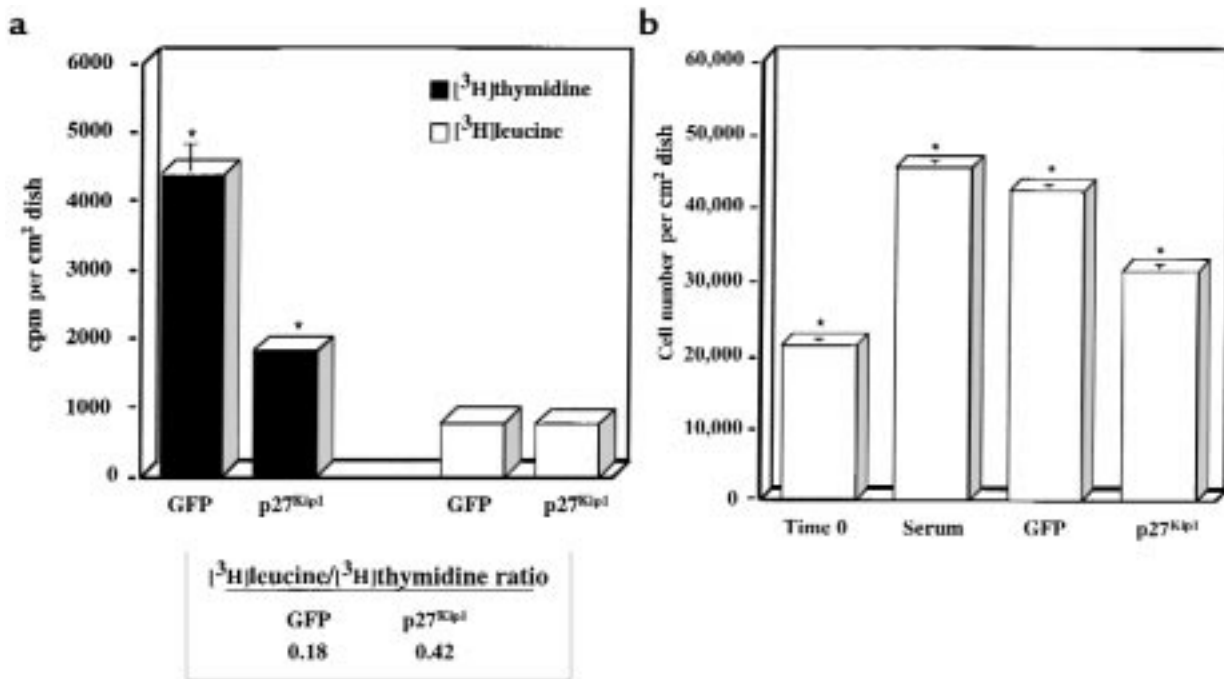 a
6000
5000
4000
3000
2000
1000
0
cpm per cm² dish
[³H]thymidine
[³H]leucine
*
*
GFP p27ᴷⁱᵖ¹ GFP p27ᴷⁱᵖ¹
[³H]leucine/[³H]thymidine ratio
GFP p27ᴷⁱᵖ¹
0.18 0.42
b
60,000
50,000
40,000
30,000
20,000
10,000
0
Cell number per cm² dish
*
*
*
*
Time 0 Serum GFP p27ᴷⁱᵖ¹